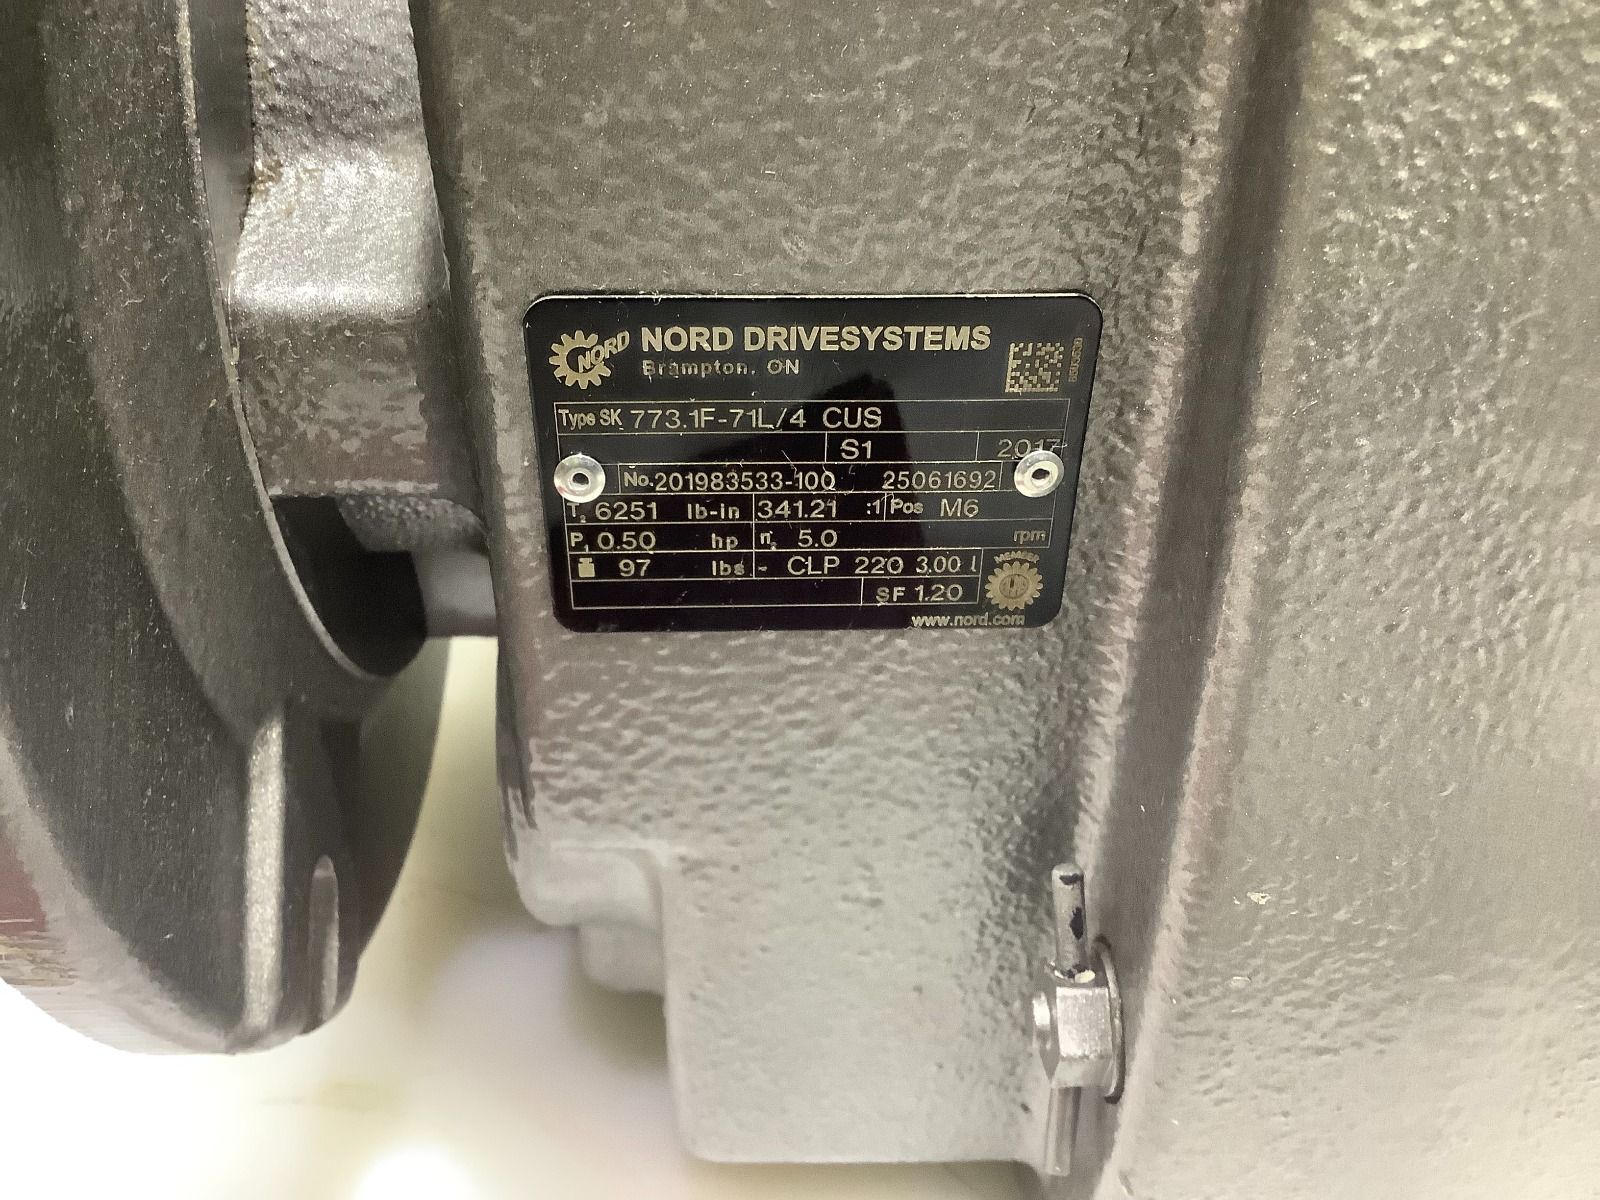 NORD
NORD DRIVESYSTEMS
Brampton, ON
Type SK 773.1F-71L/4 CUS
S1 2017
No. 201983533-100 25061692
T₂ 6251 lb-in 341.21 :1 Pos M6
P₁ 0.50 hp n₂ 5.0 rpm
97 lbs - CLP 220 3.00 l
MEMBER
SF 1.20
www.nord.com